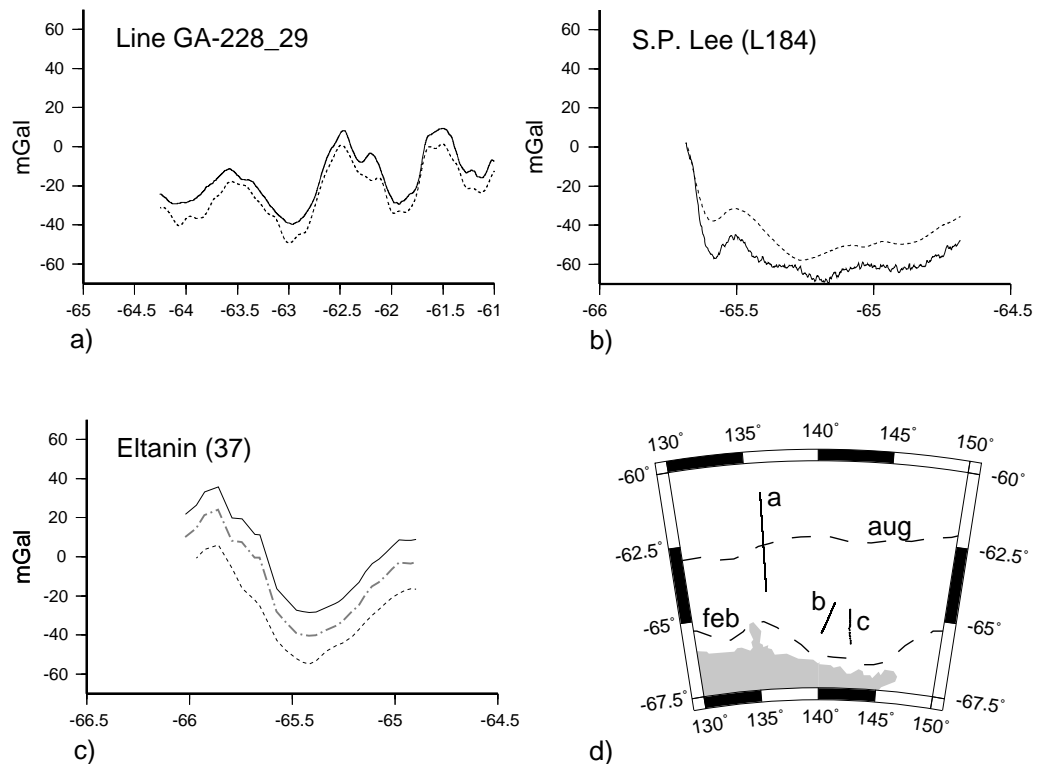 Line GA-228_29
mGal
60
40
20
0
-20
-40
-60
-65 -64.5 -64 -63.5 -63 -62.5 -62 -61.5 -61
a)
S.P. Lee (L184)
mGal
60
40
20
0
-20
-40
-60
-66 -65.5 -65 -64.5
b)
Eltanin (37)
mGal
60
40
20
0
-20
-40
-60
-66.5 -66 -65.5 -65 -64.5
c)
130° 135° 140° 145° 150°
-60° -60°
a
aug
-62.5° -62.5°
b
feb c
-65° -65°
-67.5° -67.5°
130° 135° 140° 145° 150°
d)